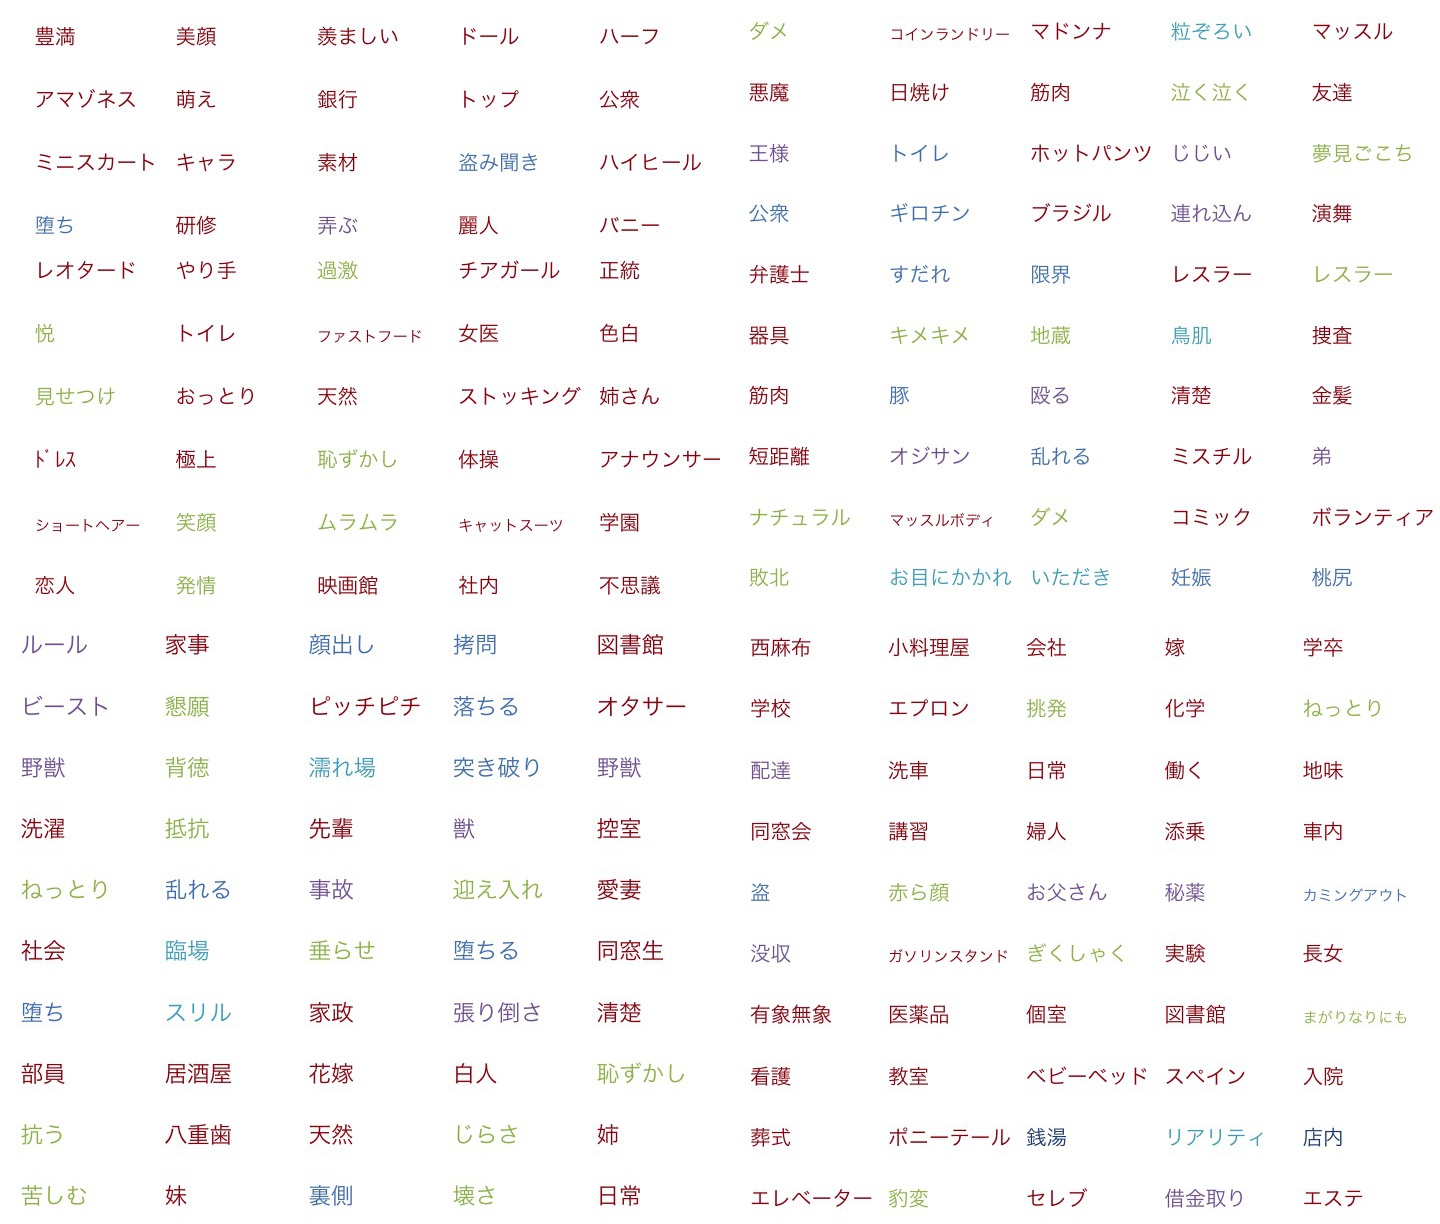 豊満 美顔 羨ましい ドール ハーフ
アマゾネス 萌え 銀行 トップ 公衆
ミニスカート キャラ 素材 盗み聞き ハイヒール
堕ち 研修 弄ぶ 麗人 バニー
レオタード やり手 過激 チアガール 正統
悦 トイレ ファストフード 女医 色白
見せつけ おっとり 天然 ストッキング 姉さん
ﾄﾞﾚｽ 極上 恥ずかし 体操 アナウンサー
ショートヘアー 笑顔 ムラムラ キャットスーツ 学園
恋人 発情 映画館 社内 不思議
ダメ コインランドリー マドンナ 粒ぞろい マッスル
悪魔 日焼け 筋肉 泣く泣く 友達
王様 トイレ ホットパンツ じじい 夢見ごこち
公衆 ギロチン ブラジル 連れ込ん 演舞
弁護士 すだれ 限界 レスラー レスラー
器具 キメキメ 地蔵 鳥肌 捜査
筋肉 豚 殴る 清楚 金髪
短距離 オジサン 乱れる ミスチル 弟
ナチュラル マッスルボディ ダメ コミック ボランティア
敗北 お目にかかれ いただき 妊娠 桃尻
ルール 家事 顔出し 拷問 図書館
ビースト 懇願 ピッチピチ 落ちる オタサー
野獣 背徳 濡れ場 突き破り 野獣
洗濯 抵抗 先輩 獣 控室
ねっとり 乱れる 事故 迎え入れ 愛妻
社会 臨場 垂らせ 堕ちる 同窓生
堕ち スリル 家政 張り倒さ 清楚
部員 居酒屋 花嫁 白人 恥ずかし
抗う 八重歯 天然 じらさ 姉
苦しむ 妹 裏側 壊さ 日常
西麻布 小料理屋 会社 嫁 学卒
学校 エプロン 挑発 化学 ねっとり
配達 洗車 日常 働く 地味
同窓会 講習 婦人 添乗 車内
盗 赤ら顔 お父さん 秘薬 カミングアウト
没収 ガソリンスタンド ぎくしゃく 実験 長女
有象無象 医薬品 個室 図書館 まがりなりにも
看護 教室 ベビーベッド スペイン 入院
葬式 ポニーテール 銭湯 リアリティ 店内
エレベーター 豹変 セレブ 借金取り エステ